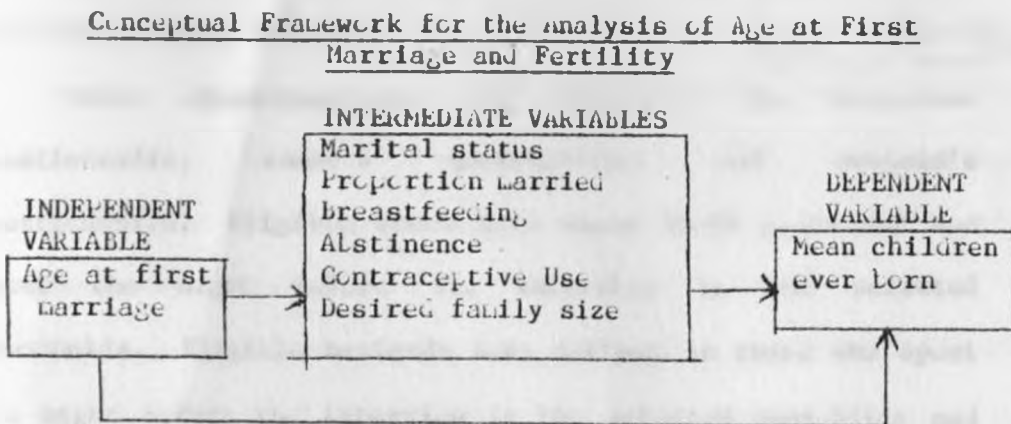 Conceptual Framework for the Analysis of Age at First
Marriage and Fertility
INTERMEDIATE VARIABLES
Marital status
Proportion married
breastfeeding
Abstinence
Contraceptive Use
Desired family size
INDEPENDENT
VARIABLE
Age at first
marriage
DEPENDENT
VARIABLE
Mean children
ever born